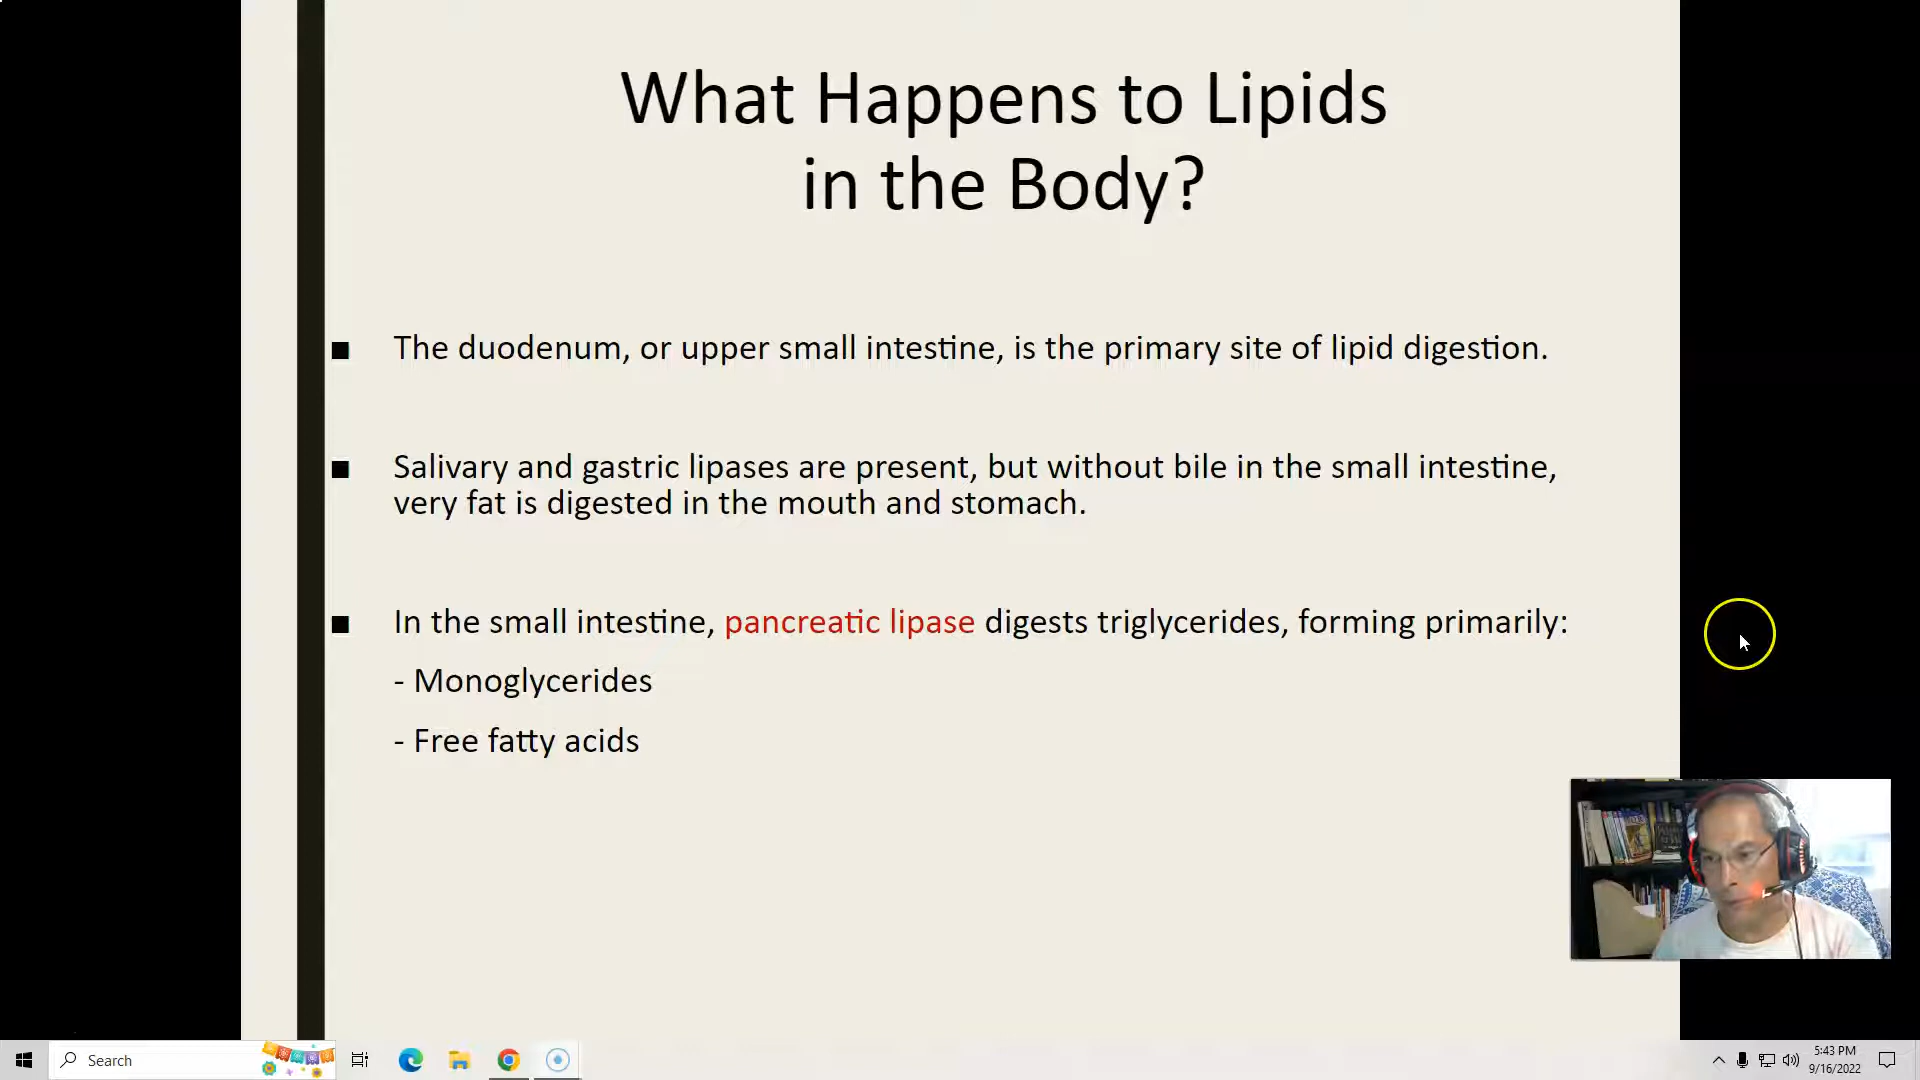 What Happens to Lipids
in the Body?
■ The duodenum, or upper small intestine, is the primary site of lipid digestion.
■ Salivary and gastric lipases are present, but without bile in the small intestine,
very fat is digested in the mouth and stomach.
■ In the small intestine, pancreatic lipase digests triglycerides, forming primarily:
- Monoglycerides
- Free fatty acids
Search
5:43 PM
9/16/2022